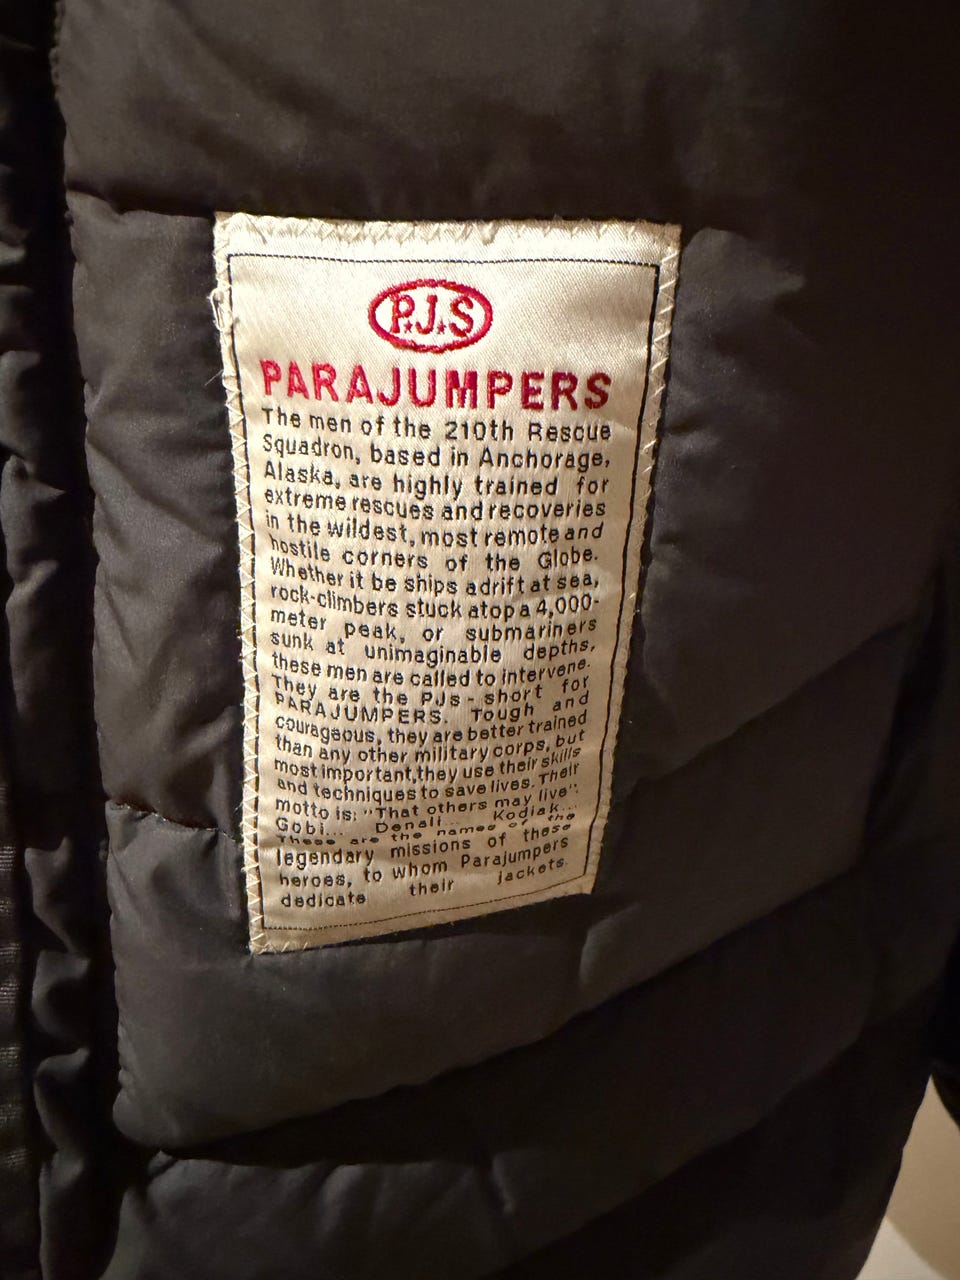 P.J.S
PARAJUMPERS
The men of the 210th Rescue
Squadron, based in Anchorage,
Alaska, are highly trained for
extreme rescues and recoveries
in the wildest, most remote and
hostile corners of the Globe.
Whether it be ships adrift at sea,
rock-climbers stuck atop a 4,000-
meter peak, or submariners
sunk at unimaginable depths,
these men are called to intervene.
They are the PJs - short for
PARAJUMPERS. Tough and
courageous, they are better trained
than any other military corps, but
most important, they use their skills
and techniques to save lives. Their
motto is: "That others may live".
Gobi... Denali... Kodiak...
These are the names of the
legendary missions of these
heroes, to whom Parajumpers
dedicate their jackets.